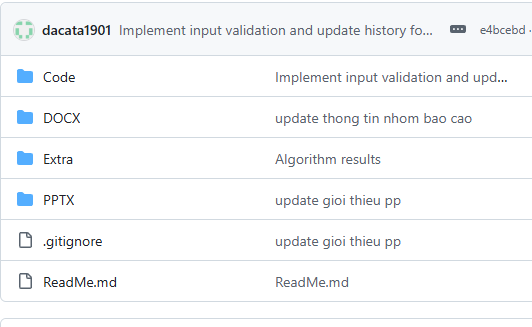 dacata1901 Implement input validation and update history fo... e4bcebd
Code Implement input validation and upd...
DOCX update thong tin nhom bao cao
Extra Algorithm results
PPTX update gioi thieu pp
.gitignore update gioi thieu pp
ReadMe.md ReadMe.md